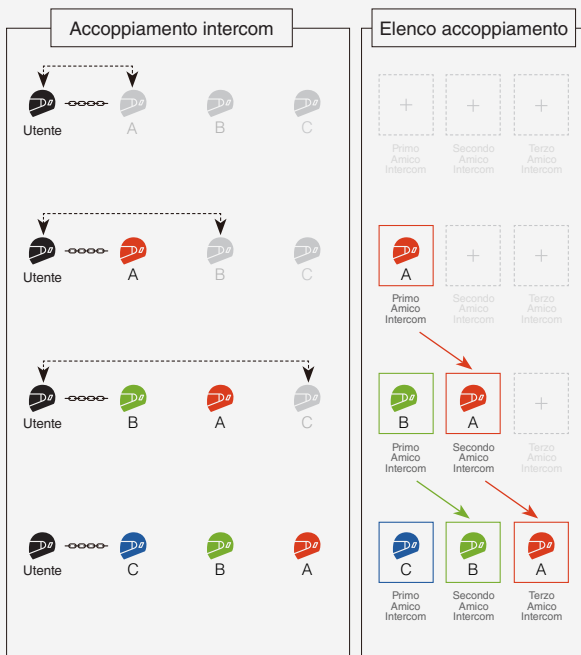 Accoppiamento intercom
Elenco accoppiamento
Utente
A
B
C
+
+
+
Primo
Amico
Intercom
Secondo
Amico
Intercom
Terzo
Amico
Intercom
Utente
A
B
C
A
+
+
Primo
Amico
Intercom
Secondo
Amico
Intercom
Terzo
Amico
Intercom
Utente
B
A
C
B
A
+
Primo
Amico
Intercom
Secondo
Amico
Intercom
Terzo
Amico
Intercom
Utente
C
B
A
C
B
A
Primo
Amico
Intercom
Secondo
Amico
Intercom
Terzo
Amico
Intercom